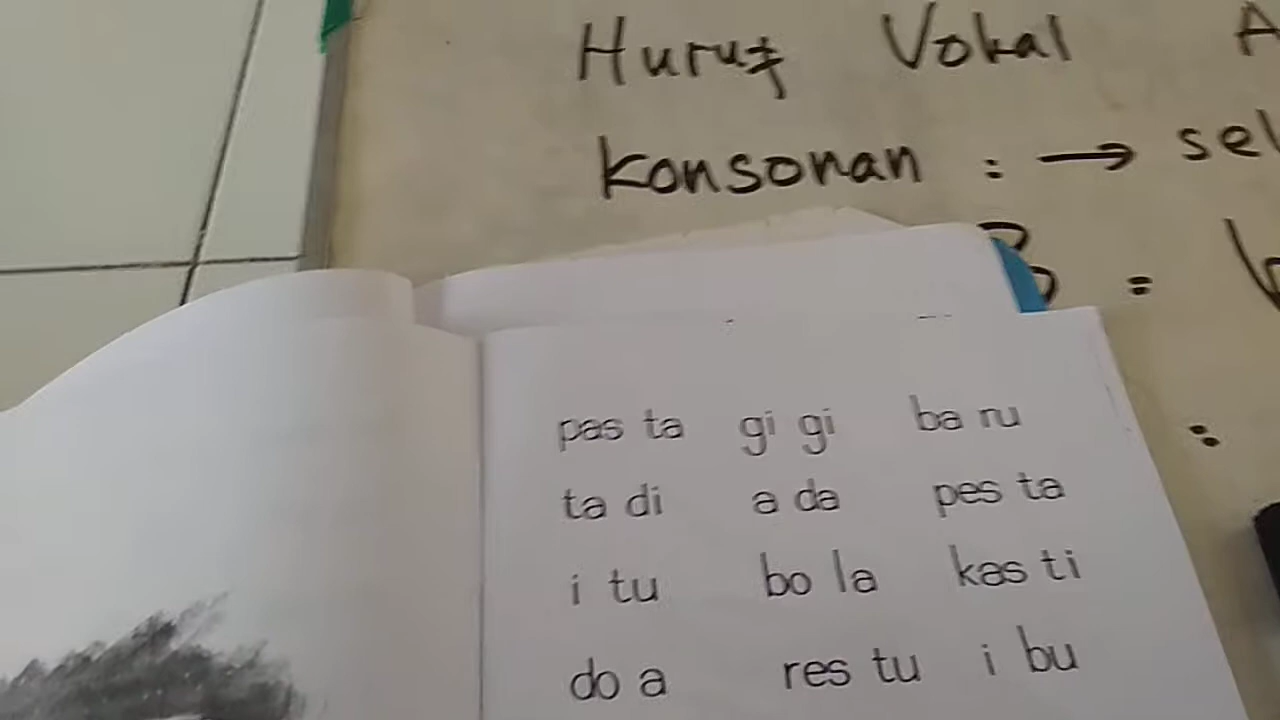 Huruf Vokal A
Konsonan : → sel
B =
:
pas ta gi gi ba ru
ta di a da pes ta
i tu bo la kas ti
do a res tu i bu